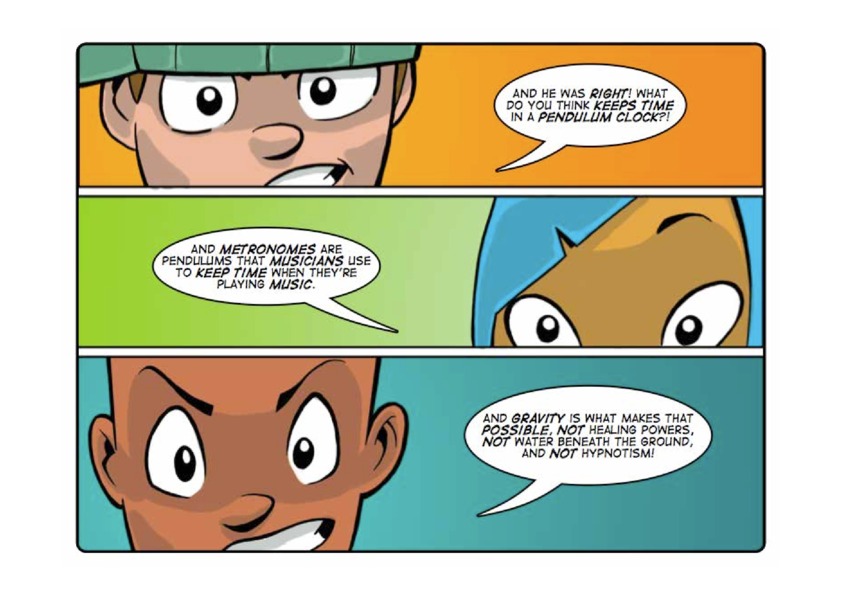 AND HE WAS RIGHT! WHAT
DO YOU THINK KEEPS TIME
IN A PENDULUM CLOCK?!
AND METRONOMES ARE
PENDULUMS THAT MUSICIANS USE
TO KEEP TIME WHEN THEY'RE
PLAYING MUSIC.
AND GRAVITY IS WHAT MAKES THAT
POSSIBLE, NOT HEALING POWERS,
NOT WATER BENEATH THE GROUND,
AND NOT HYPNOTISM!